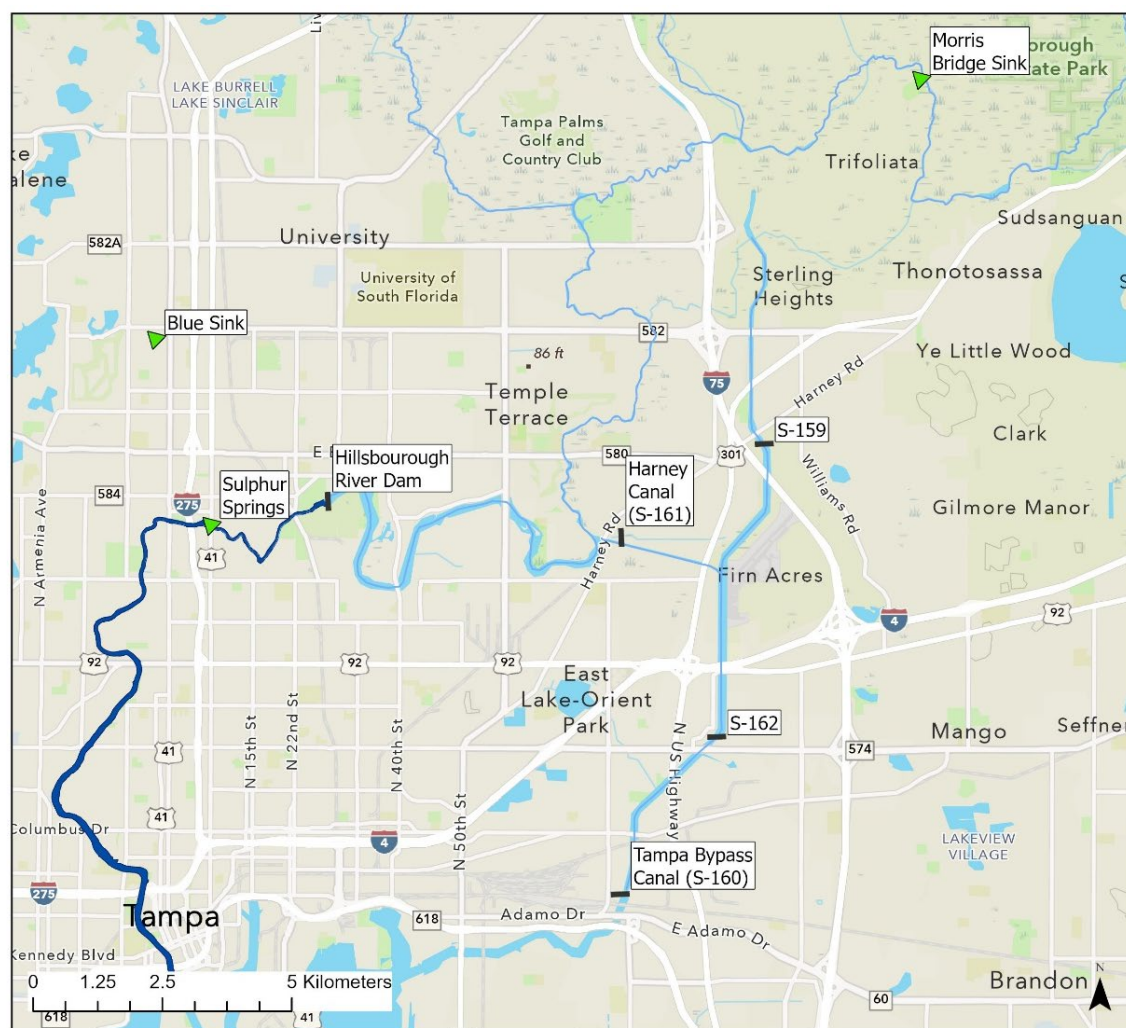 Liv
Morris
Bridge Sink
orough
ate Park
LAKE BURRELL
LAKE SINCLAIR
Tampa Palms
Golf and
Country Club
Trifoliata
ke
alene
Sudsanguan
582A
University
Thonotosassa
S
University of
South Florida
Sterling
Heights
Blue Sink
582
86 ft
Ye Little Wood
75
Harney Rd
Temple
Terrace
S-159
Clark
E B
580
301
Hillsbourough
River Dam
Harney
Canal
(S-161)
Williams Rd
584
275
Sulphur
Springs
Gilmore Manor
N Armenia Ave
41
Harney Rd
Firn Acres
4
92
92
92
92
East
Lake-Orient
Park
N 15th St
N 22nd St
N 40th St
S-162
Mango
Seffner
41
574
N 50th St
N US Highway
41
Columbus Dr
4
LAKEVIEW
VILLAGE
Tampa Bypass
Canal (S-160)
275
Tampa
618
Adamo Dr
E Adamo Dr
Kennedy Blvd
0 1.25 2.5 5 Kilometers
Brandon
N
60
618
41